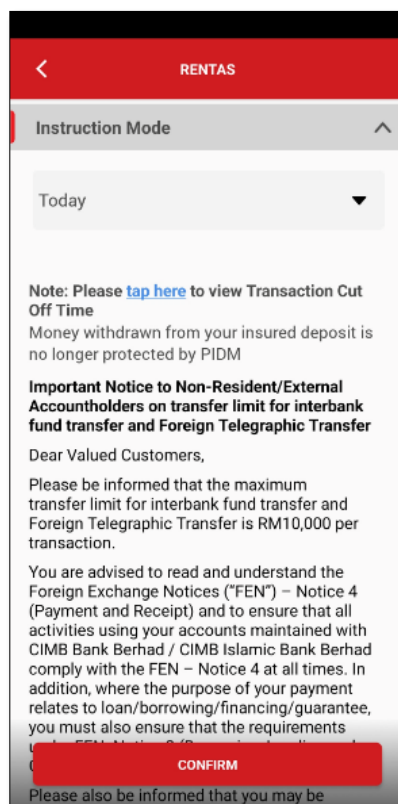 RENTAS
Instruction Mode
Today
Note: Please tap here to view Transaction Cut
Off Time
Money withdrawn from your insured deposit is
no longer protected by PIDM
Important Notice to Non-Resident/External
Accountholders on transfer limit for interbank
fund transfer and Foreign Telegraphic Transfer
Dear Valued Customers,
Please be informed that the maximum
transfer limit for interbank fund transfer and
Foreign Telegraphic Transfer is RM10,000 per
transaction.
You are advised to read and understand the
Foreign Exchange Notices (“FEN”) – Notice 4
(Payment and Receipt) and to ensure that all
activities using your accounts maintained with
CIMB Bank Berhad / CIMB Islamic Bank Berhad
comply with the FEN – Notice 4 at all times. In
addition, where the purpose of your payment
relates to loan/borrowing/financing/guarantee,
you must also ensure that the requirements
CONFIRM
Please also be informed that you may be